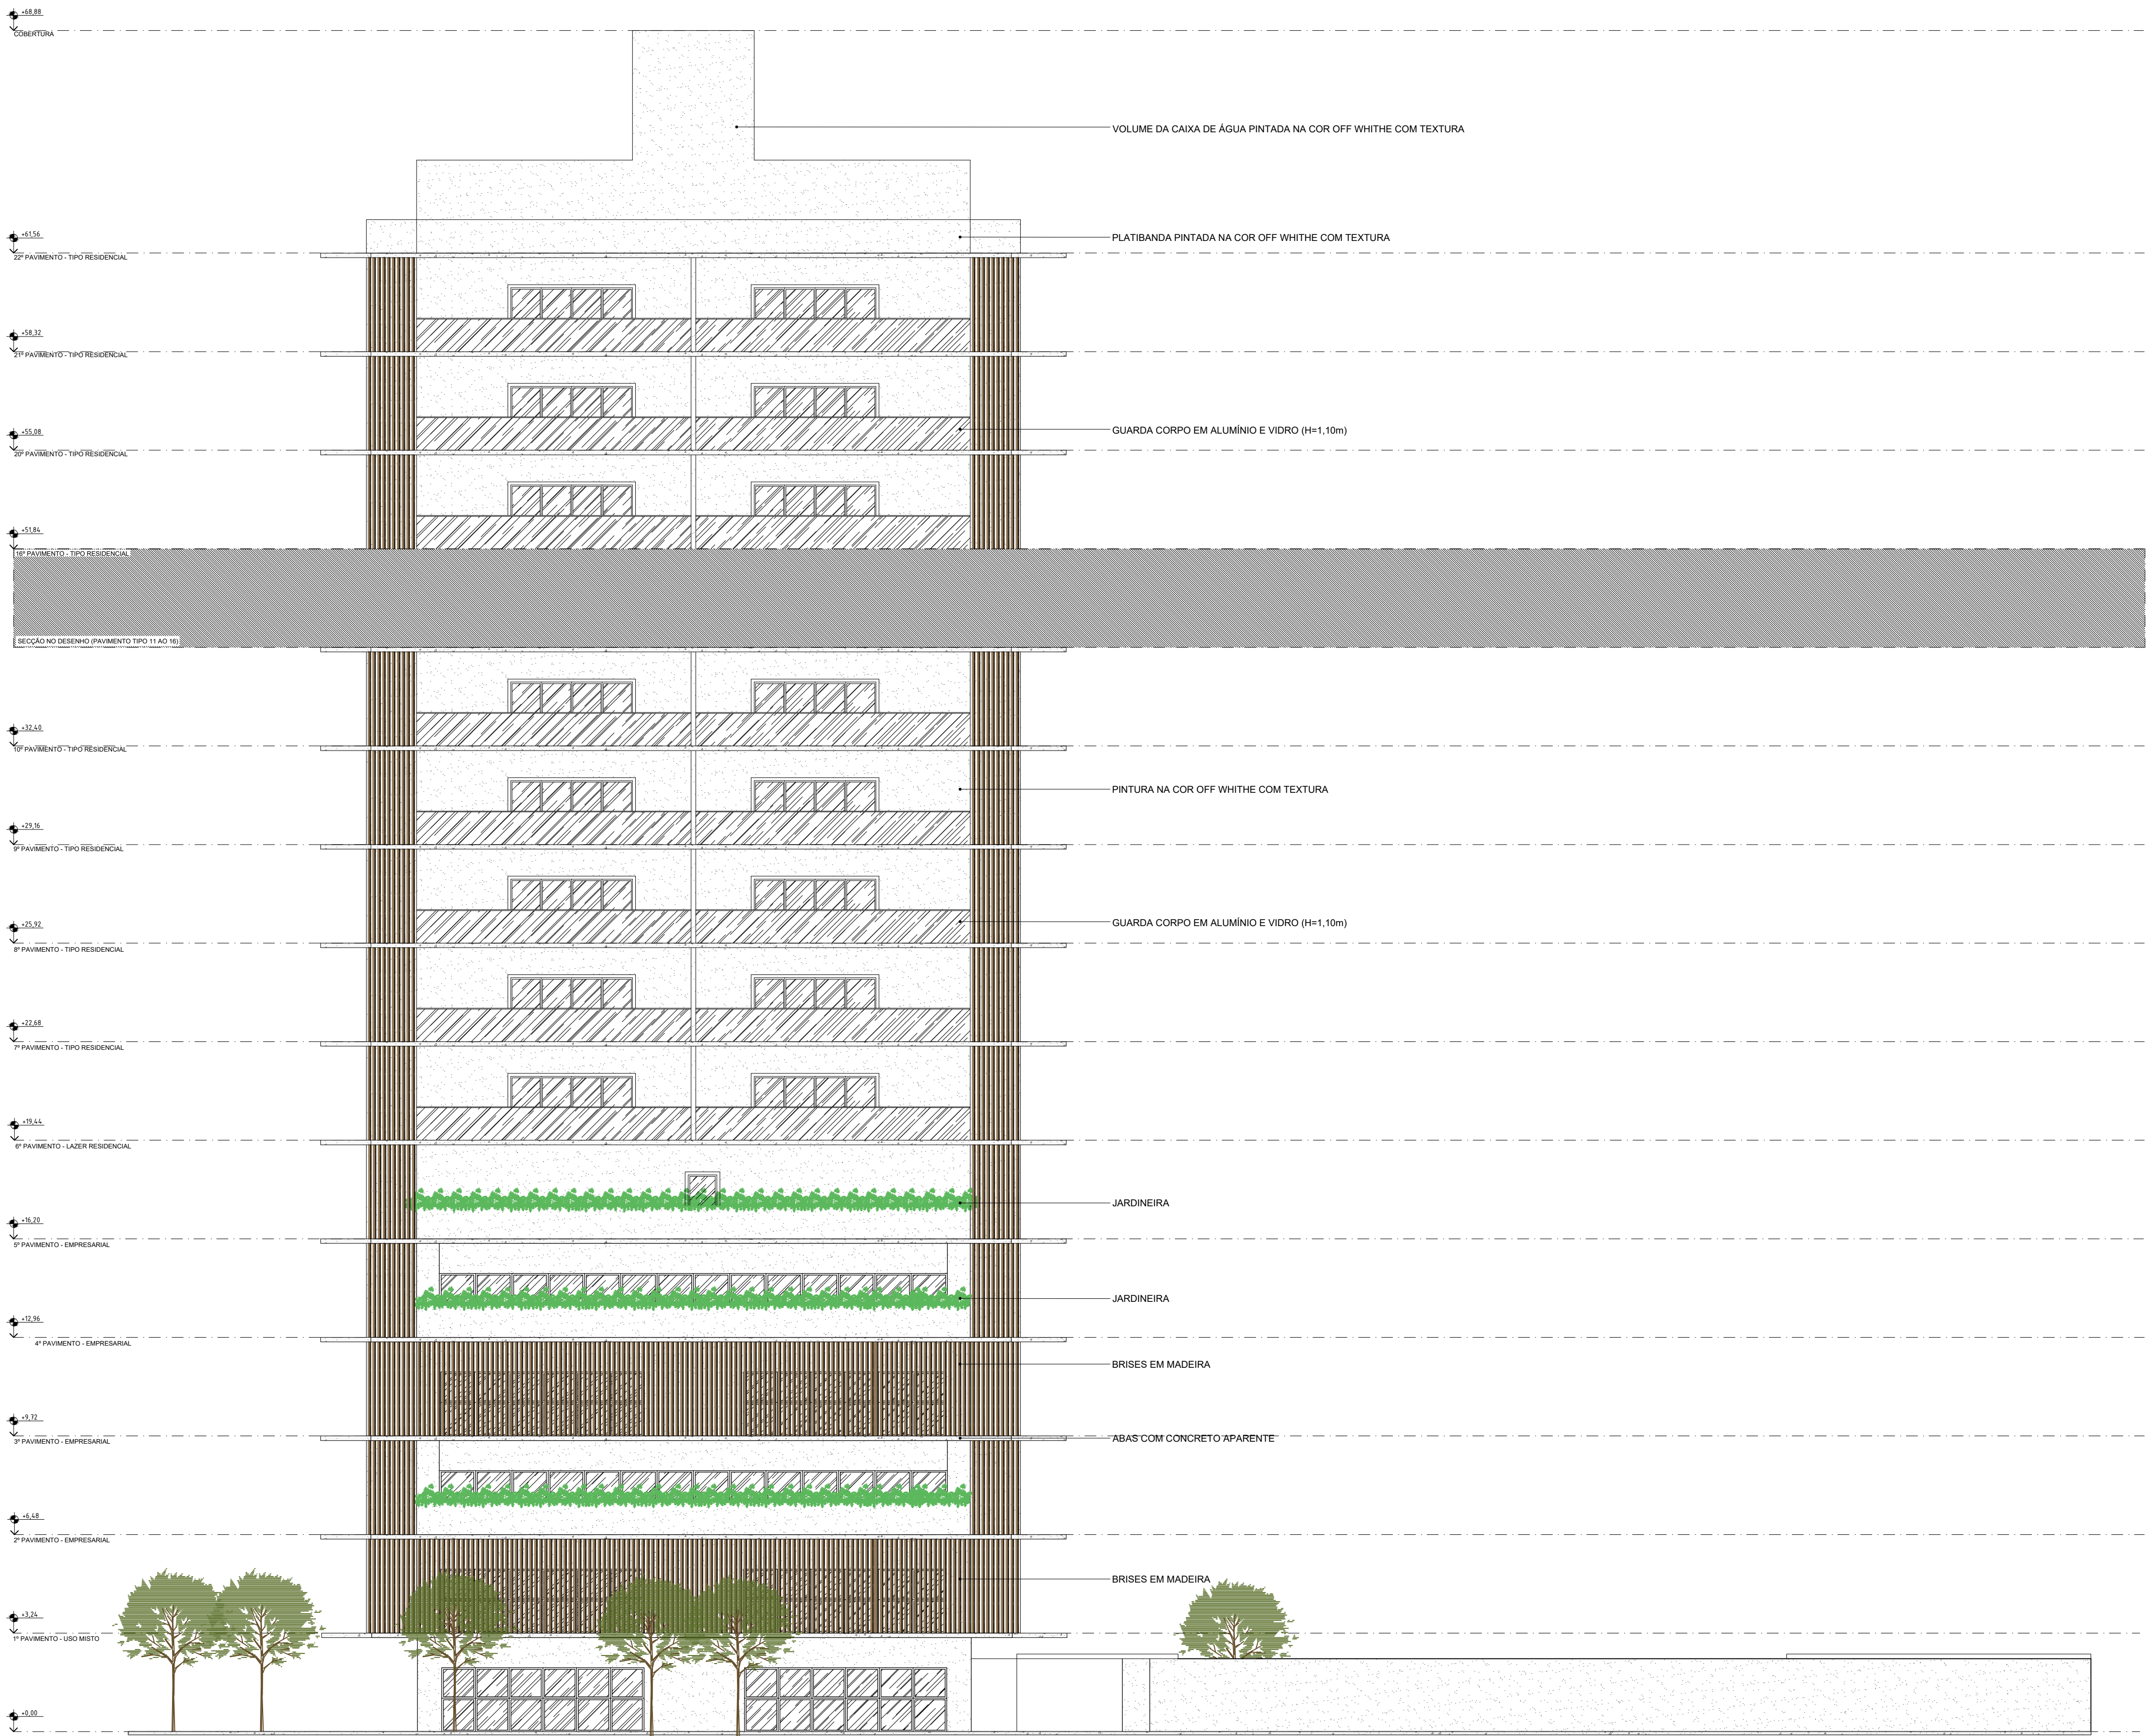 +68,88
COBERTURA
VOLUME DA CAIXA DE ÁGUA PINTADA NA COR OFF WHITHE COM TEXTURA
+61,56
PLATIBANDA PINTADA NA COR OFF WHITHE COM TEXTURA
22º PAVIMENTO - TIPO RESIDENCIAL
+58,32
21º PAVIMENTO - TIPO RESIDENCIAL
+55,08
GUARDA CORPO EM ALUMÍNIO E VIDRO (H=1,10m)
20º PAVIMENTO - TIPO RESIDENCIAL
+51,84
16º PAVIMENTO - TIPO RESIDENCIAL
SECÇÃO NO DESENHO (PAVIMENTO TIPO 11 AO 16)
+32,40
10º PAVIMENTO - TIPO RESIDENCIAL
PINTURA NA COR OFF WHITHE COM TEXTURA
+29,16
9º PAVIMENTO - TIPO RESIDENCIAL
GUARDA CORPO EM ALUMÍNIO E VIDRO (H=1,10m)
+25,92
8º PAVIMENTO - TIPO RESIDENCIAL
+22,68
7º PAVIMENTO - TIPO RESIDENCIAL
+19,44
6º PAVIMENTO - LAZER RESIDENCIAL
JARDINEIRA
+16,20
5º PAVIMENTO - EMPRESARIAL
JARDINEIRA
+12,96
4º PAVIMENTO - EMPRESARIAL
BRISES EM MADEIRA
+9,72
ABAS COM CONCRETO APARENTE
3º PAVIMENTO - EMPRESARIAL
+6,48
2º PAVIMENTO - EMPRESARIAL
BRISES EM MADEIRA
+3,24
1º PAVIMENTO - USO MISTO
+0,00